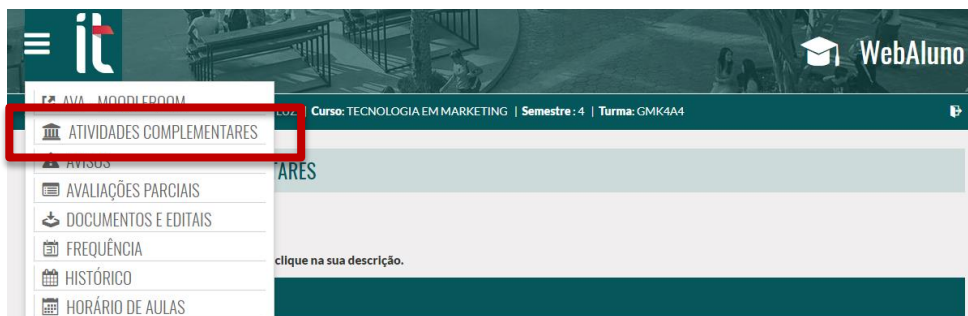 it
WebAluno
AVA - MOODLEROOM
| Curso: TECNOLOGIA EM MARKETING | Semestre : 4 | Turma: GMK4A4
ATIVIDADES COMPLEMENTARES
AVISOS
TARES
AVALIAÇÕES PARCIAIS
DOCUMENTOS E EDITAIS
FREQUÊNCIA
clique na sua descrição.
HISTÓRICO
HORÁRIO DE AULAS